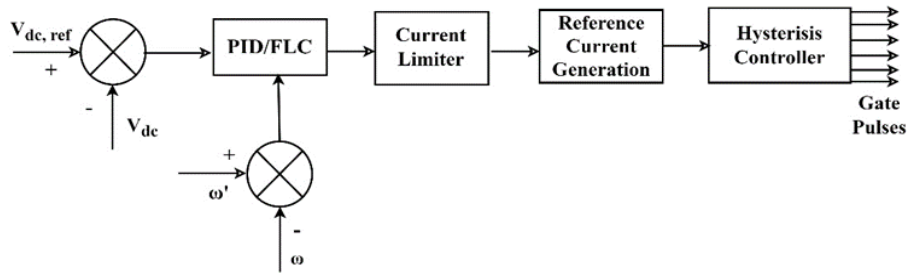 V_dc, ref
+
-
V_dc
PID/FLC
Current
Limiter
Reference
Current
Generation
Hysterisis
Controller
Gate
Pulses
+
ω'
-
ω